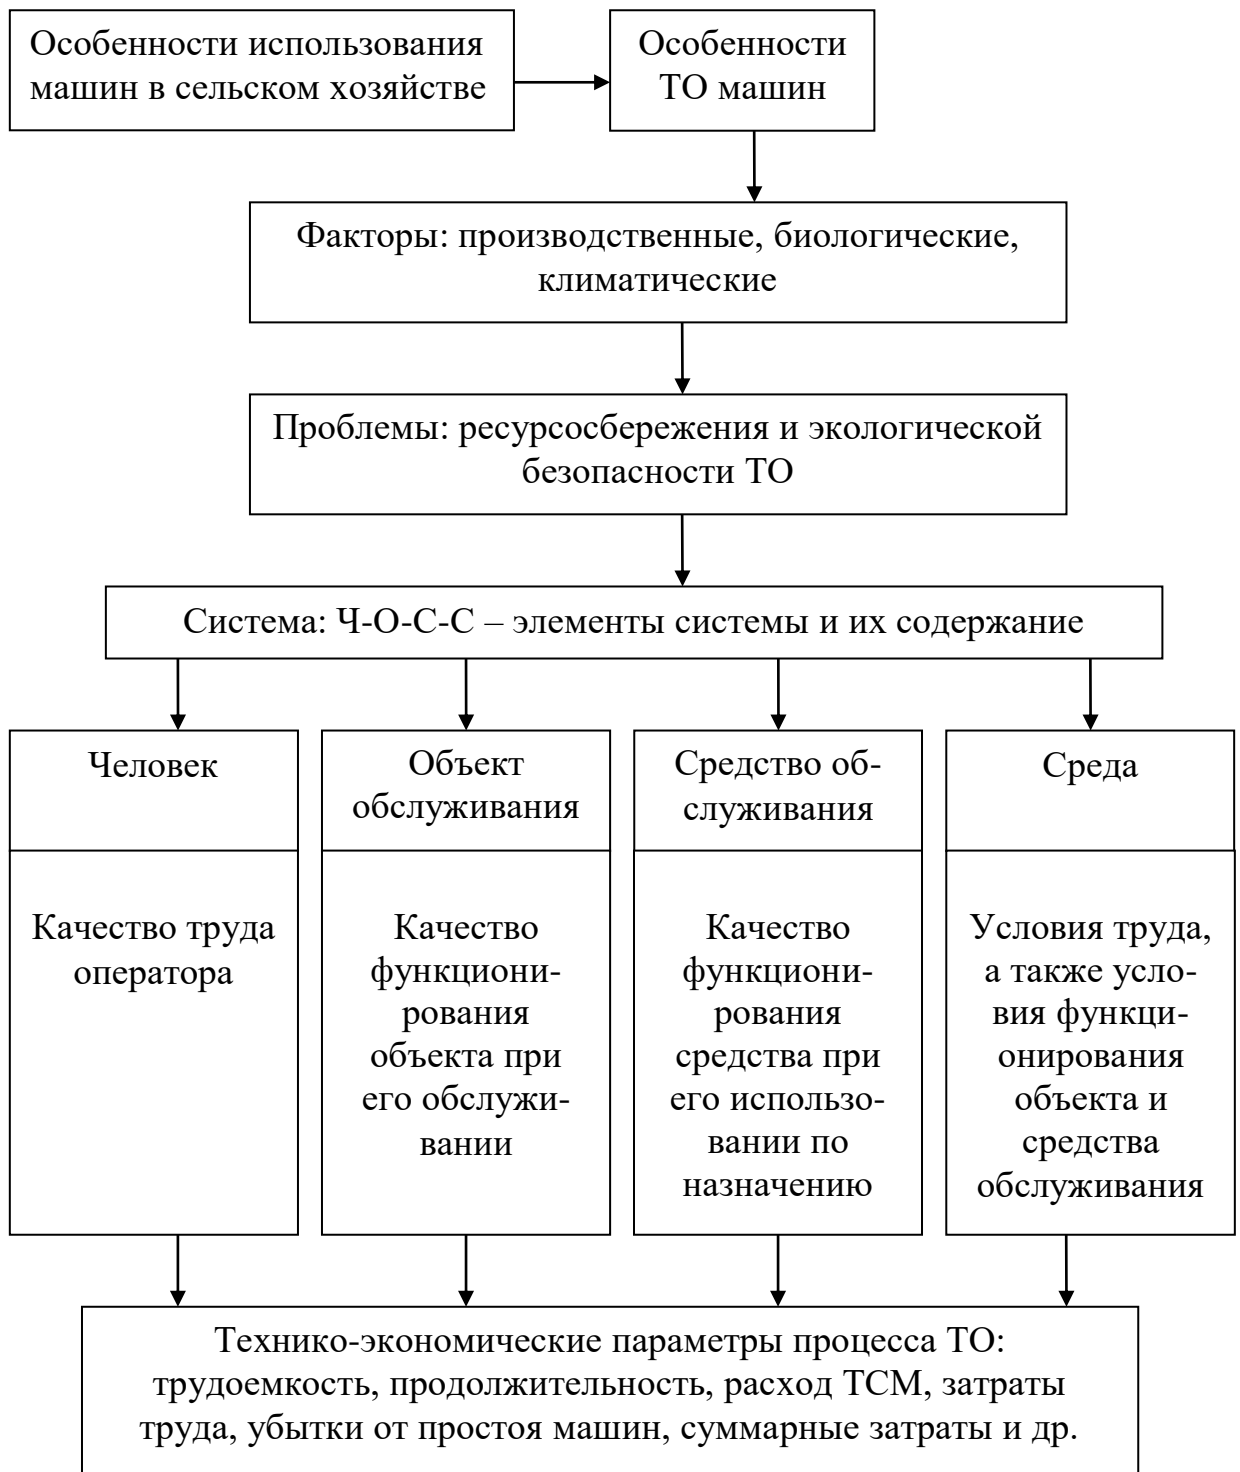 Особенности использования
машин в сельском хозяйстве
Особенности
ТО машин
Факторы: производственные, биологические,
климатические
Проблемы: ресурсосбережения и экологической
безопасности ТО
Система: Ч-О-С-С – элементы системы и их содержание
Человек
Объект
обслуживания
Средство об-
служивания
Среда
Качество труда
оператора
Качество
функциони-
рования
объекта при
его обслужи-
вании
Качество
функциони-
рования
средства при
его использо-
вании по
назначению
Условия труда,
а также усло-
вия функци-
онирования
объекта и
средства
обслуживания
Технико-экономические параметры процесса ТО:
трудоемкость, продолжительность, расход ТСМ, затраты
труда, убытки от простоя машин, суммарные затраты и др.